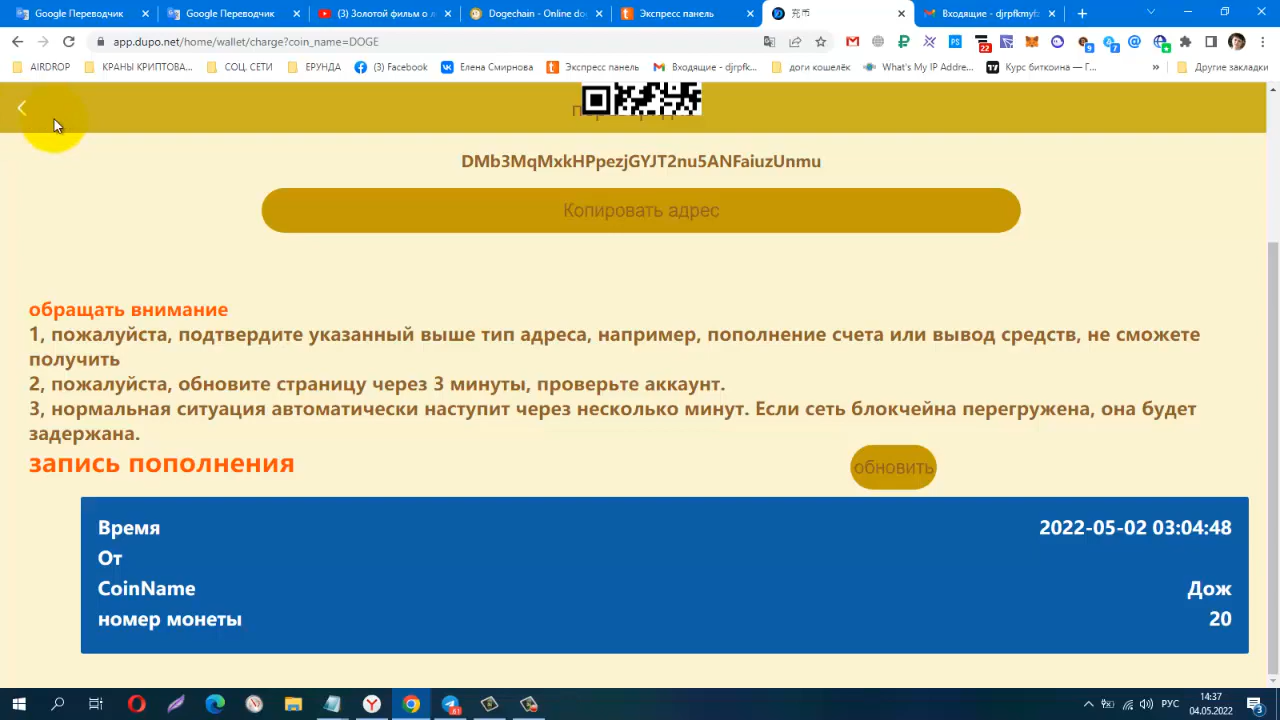 Google Переводчик
Google Переводчик
(3) Золотой фильм о л
Dogechain - Online do
Экспресс панель
充币
Входящие - djrpfkmyfz
app.dupo.net/home/wallet/charge?coin_name=DOGE
AIRDROP
КРАНЫ КРИПТОВА...
СОЦ. СЕТИ
ЕРУНДА
(3) Facebook
Елена Смирнова
Экспресс панель
Входящие - djrpfk...
доги кошелёк
What's My IP Addre...
Курс биткоина — Г...
»
Другие закладки
DMb3MqMxkHPpezjGYJT2nu5ANFaiuzUnmu
Копировать адрес
обращать внимание
1, пожалуйста, подтвердите указанный выше тип адреса, например, пополнение счета или вывод средств, не сможете
получить
2, пожалуйста, обновите страницу через 3 минуты, проверьте аккаунт.
3, нормальная ситуация автоматически наступит через несколько минут. Если сеть блокчейна перегружена, она будет
задержана.
запись пополнения
обновить
Время 2022-05-02 03:04:48
От
CoinName Дож
номер монеты 20
РУС
14:37
04.05.2022